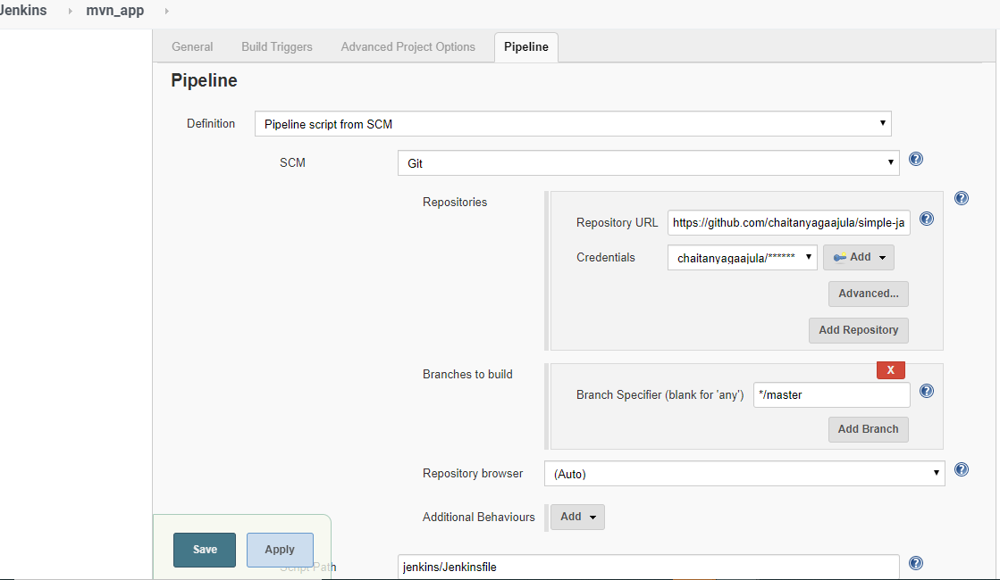 Jenkins mvn_app
General Build Triggers Advanced Project Options Pipeline
Pipeline
Definition Pipeline script from SCM
SCM Git
Repositories
Repository URL https://github.com/chaitanyagaajula/simple-ja
Credentials chaitanyagaajula/****** Add
Advanced...
Add Repository
Branches to build
X
Branch Specifier (blank for 'any') */master
Add Branch
Repository browser (Auto)
Additional Behaviours Add
Save Apply
Script Path jenkins/Jenkinsfile